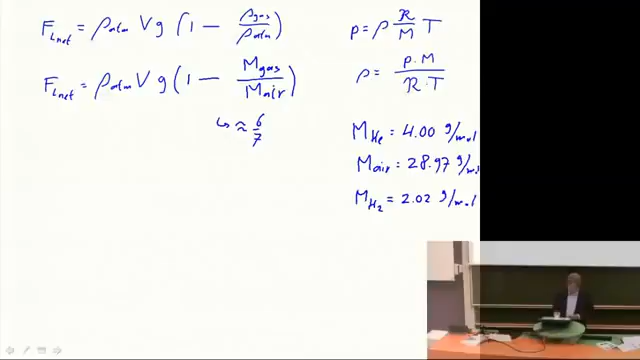 F_Lnet = ρ_atm V g (1 − ρ_gas/ρ_atm)
F_Lnet = ρ_atm V g (1 − M_gas/M_air)
↳ ≈ 6/7
p = ρ ℛ/M T
ρ = p·M/ℛ·T
M_He = 4.00 g/mol
M_air = 28.97 g/mol
M_H₂ = 2.02 g/mol